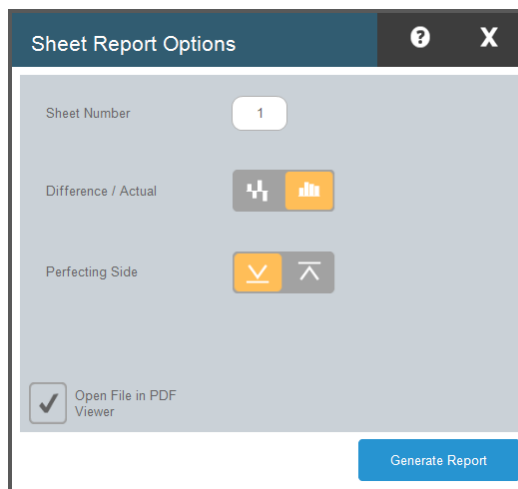 Sheet Report Options
? X
Sheet Number
1
Difference / Actual
Perfecting Side
Open File in PDF
Viewer
Generate Report